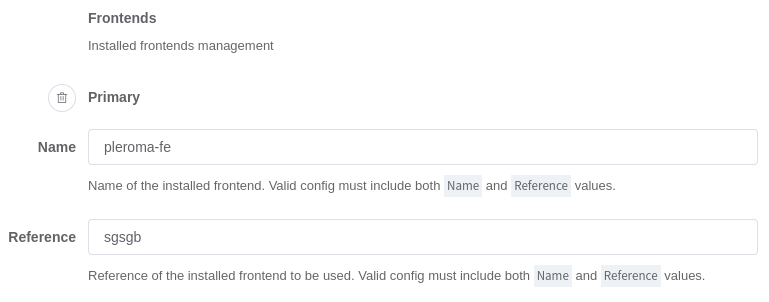 Frontends
Installed frontends management
Primary
Name pleroma-fe
Name of the installed frontend. Valid config must include both Name and Reference values.
Reference sgsgb
Reference of the installed frontend to be used. Valid config must include both Name and Reference values.